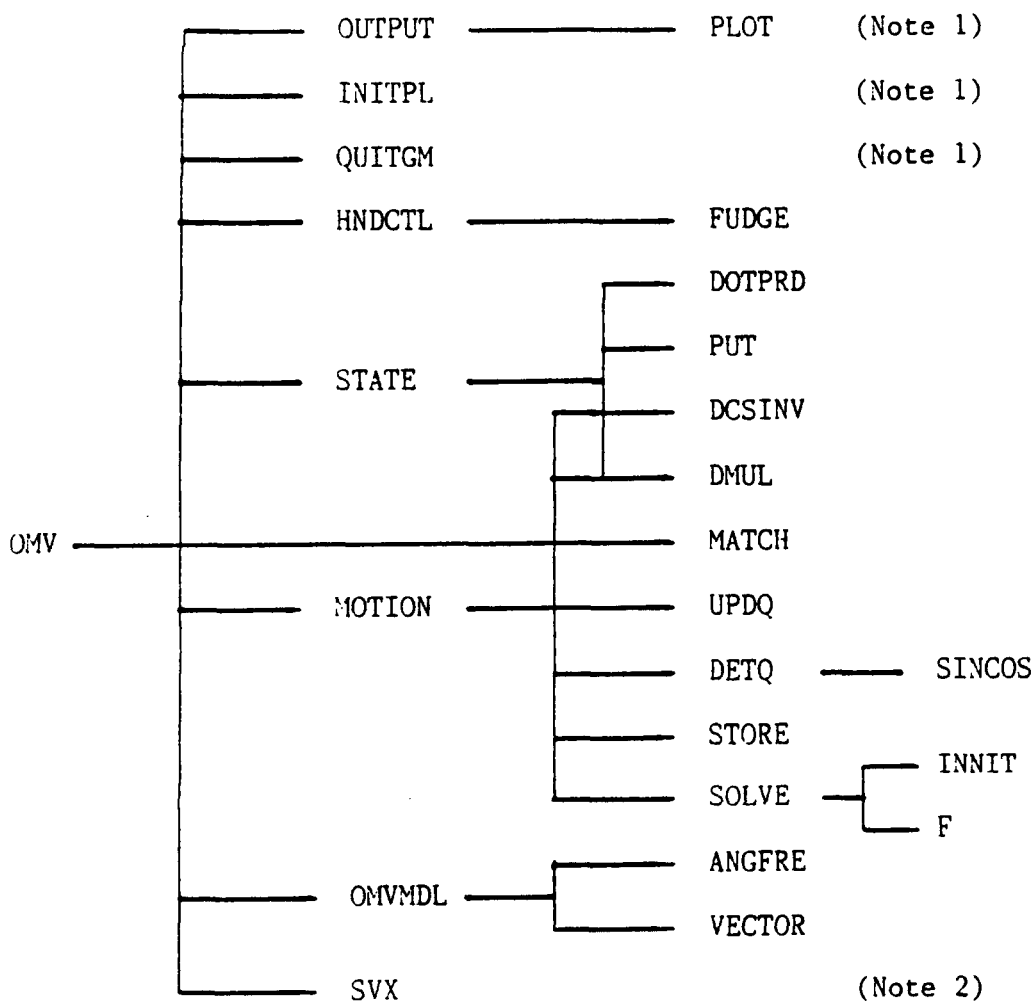 OUTPUT PLOT (Note 1)
INITPL (Note 1)
QUITGM (Note 1)
HNDCTL FUDGE
DOTPRD
PUT
STATE
DCSINV
DMUL
OMV MATCH
MOTION UPDQ
DETQ SINCOS
STORE
INNIT
SOLVE
F
ANGFRE
OMVMDL
VECTOR
SVX (Note 2)